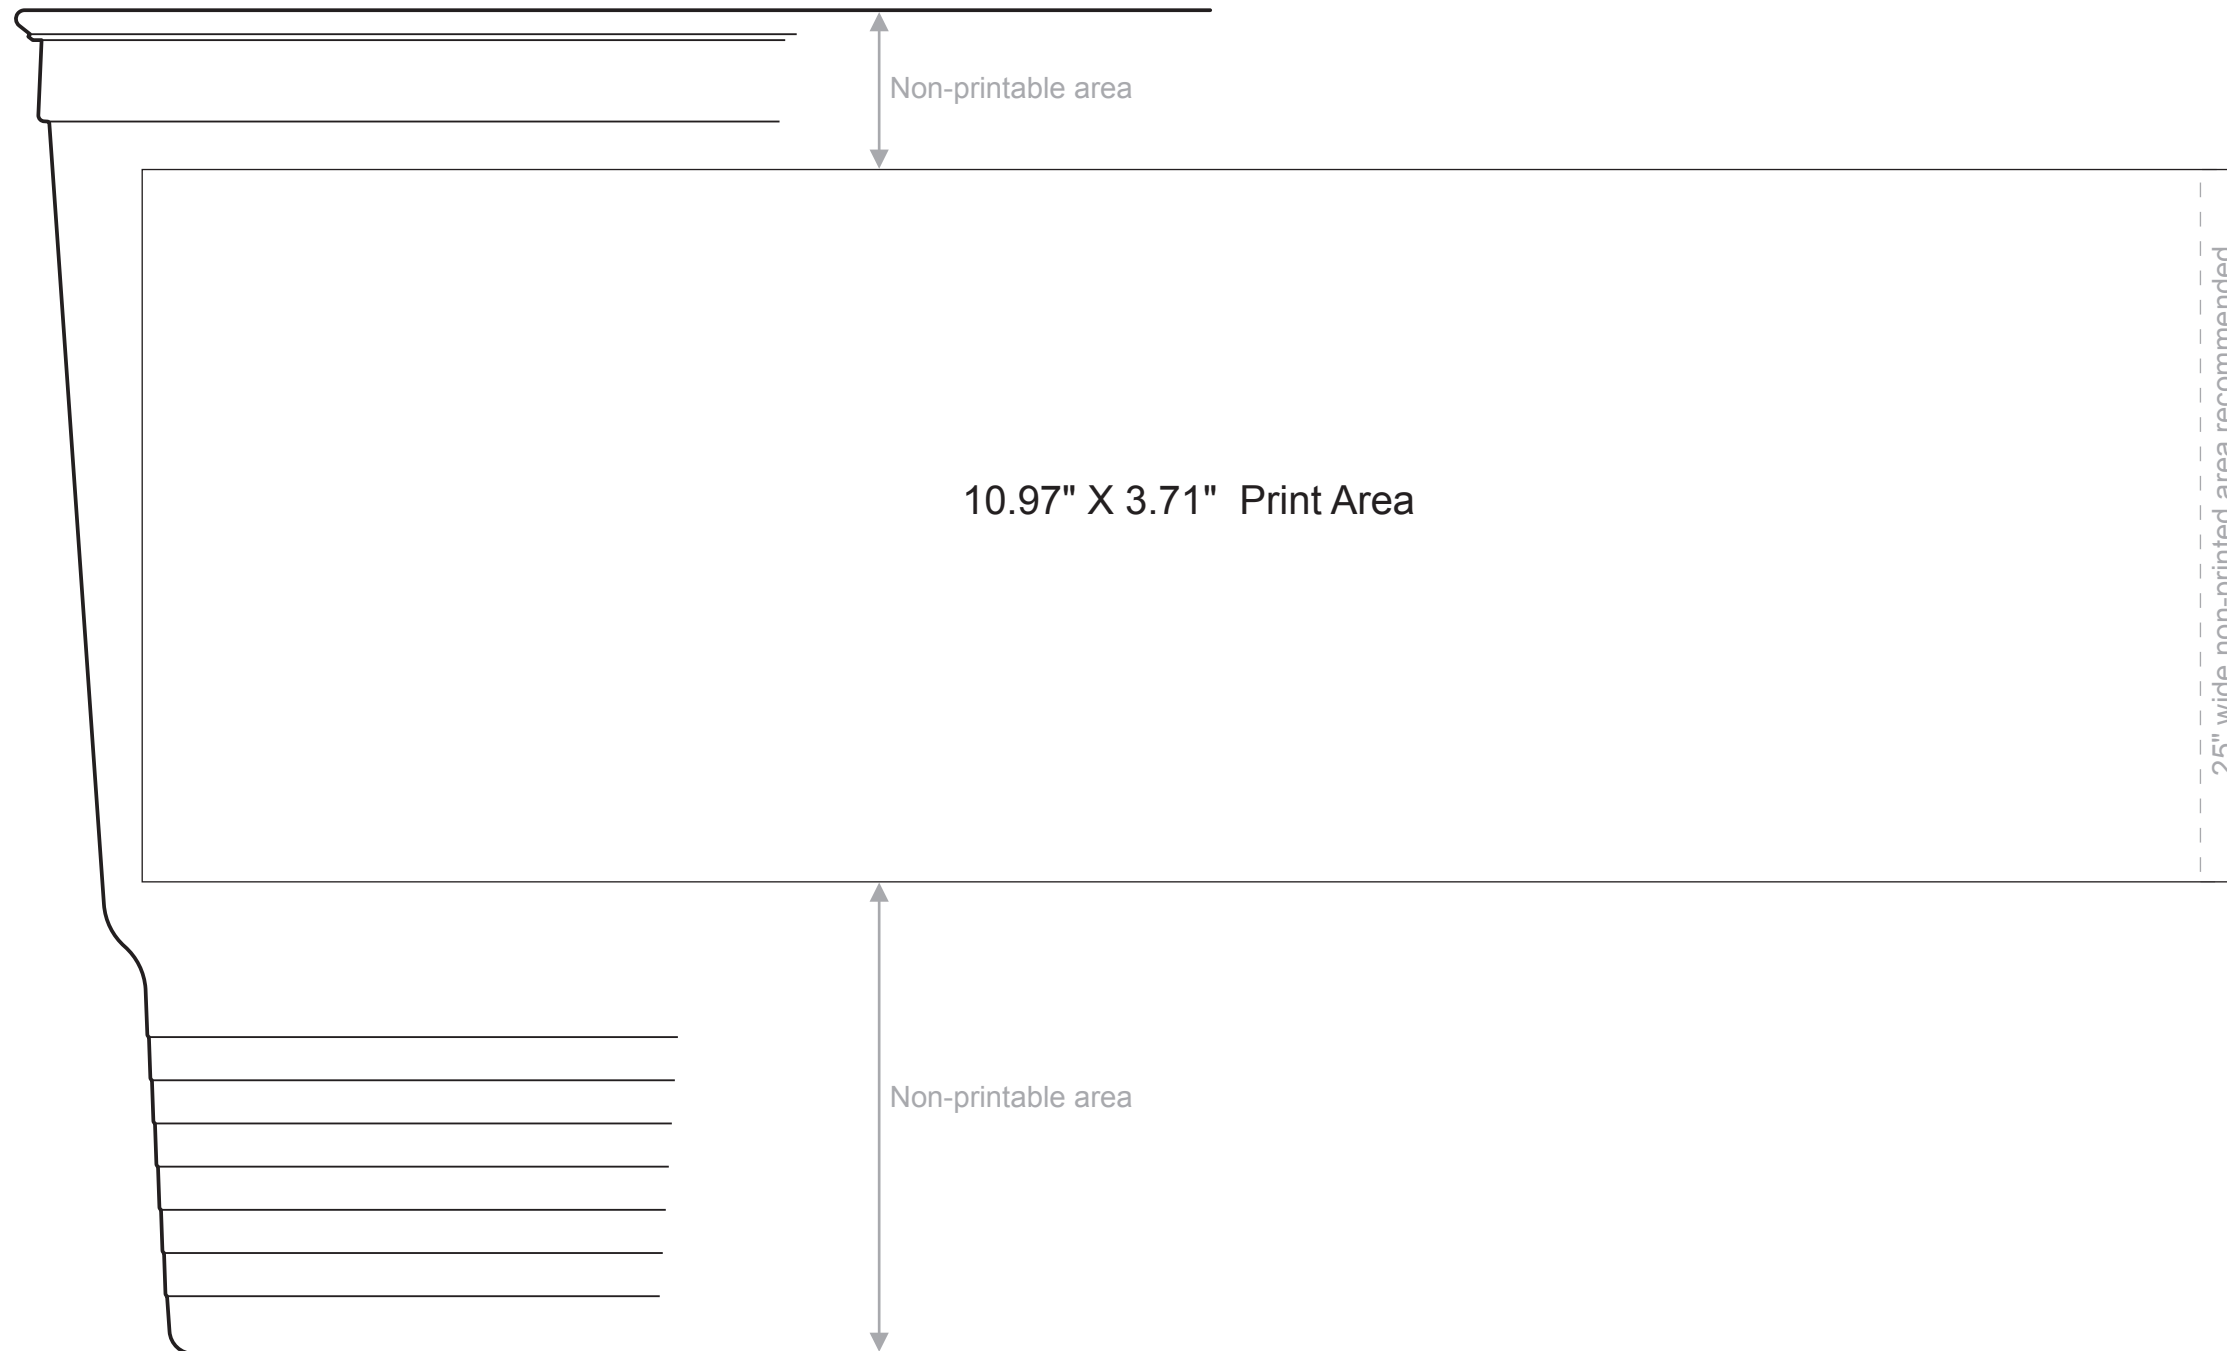 Non-printable area
10.97" X 3.71"  Print Area
25" wide non-printed area recommended
Non-printable area